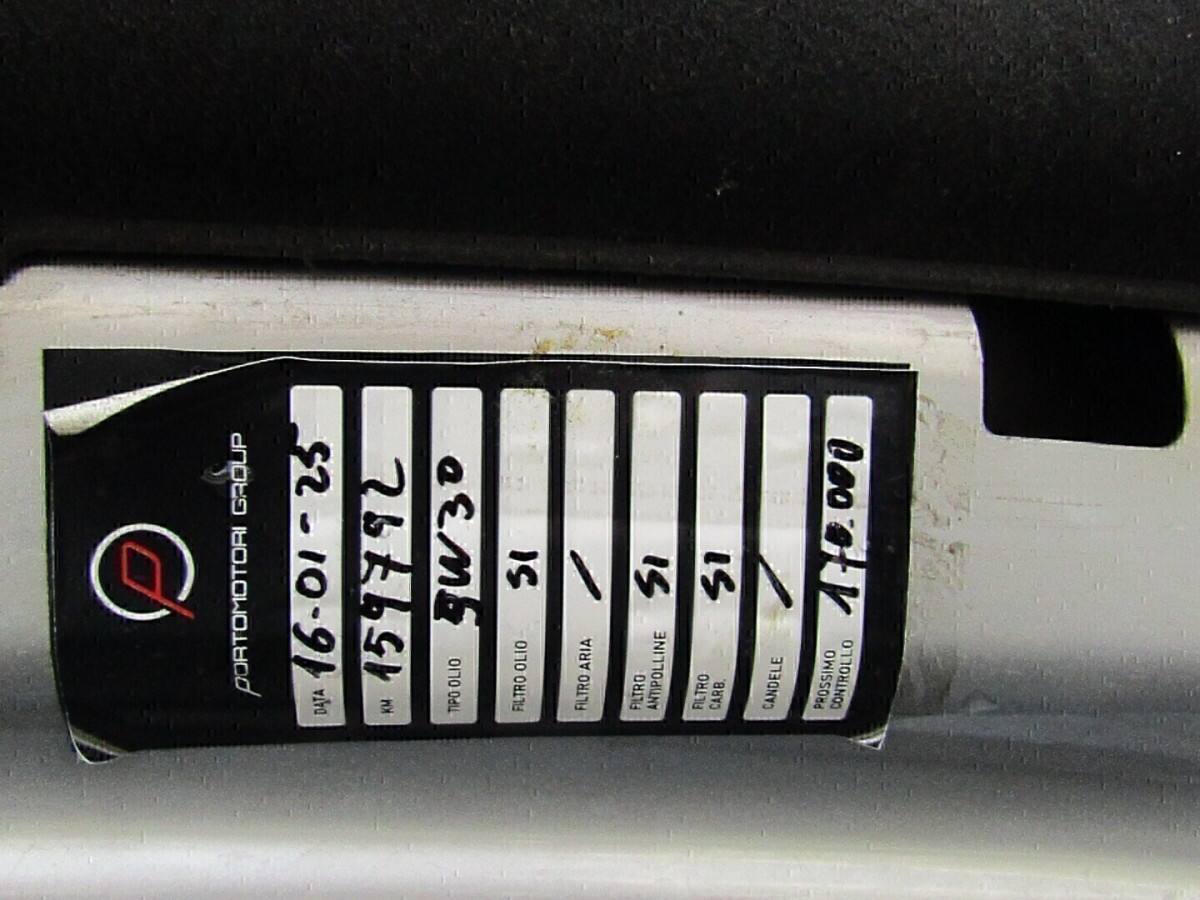 PORTOMOTORI GROUP
DATA 16-01-25
KM 159792
TIPO OLIO 5W30
FILTRO OLIO SI
FILTRO ARIA /
FILTRO ANTIPOLLINE SI
FILTRO CARB. SI
CANDELE /
PROSSIMO CONTROLLO 170.000